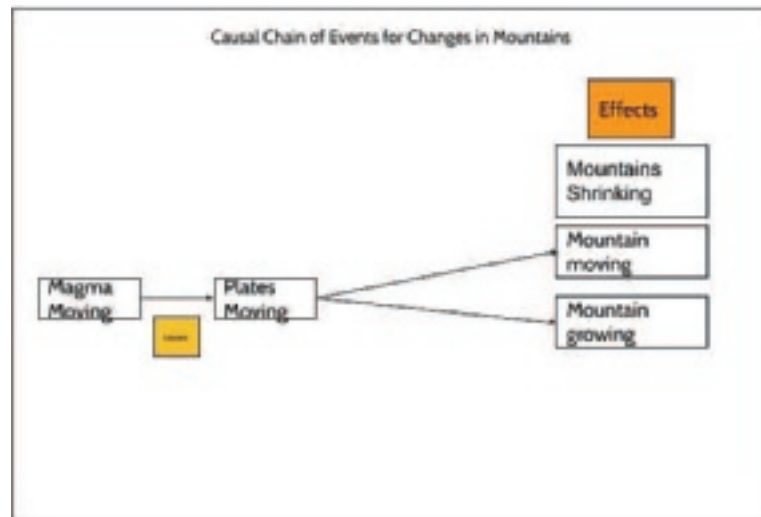 Causal Chain of Events for Changes in Mountains
Effects
Mountains
Shrinking
Mountain
moving
Magma
Moving
Plates
Moving
Mountain
growing